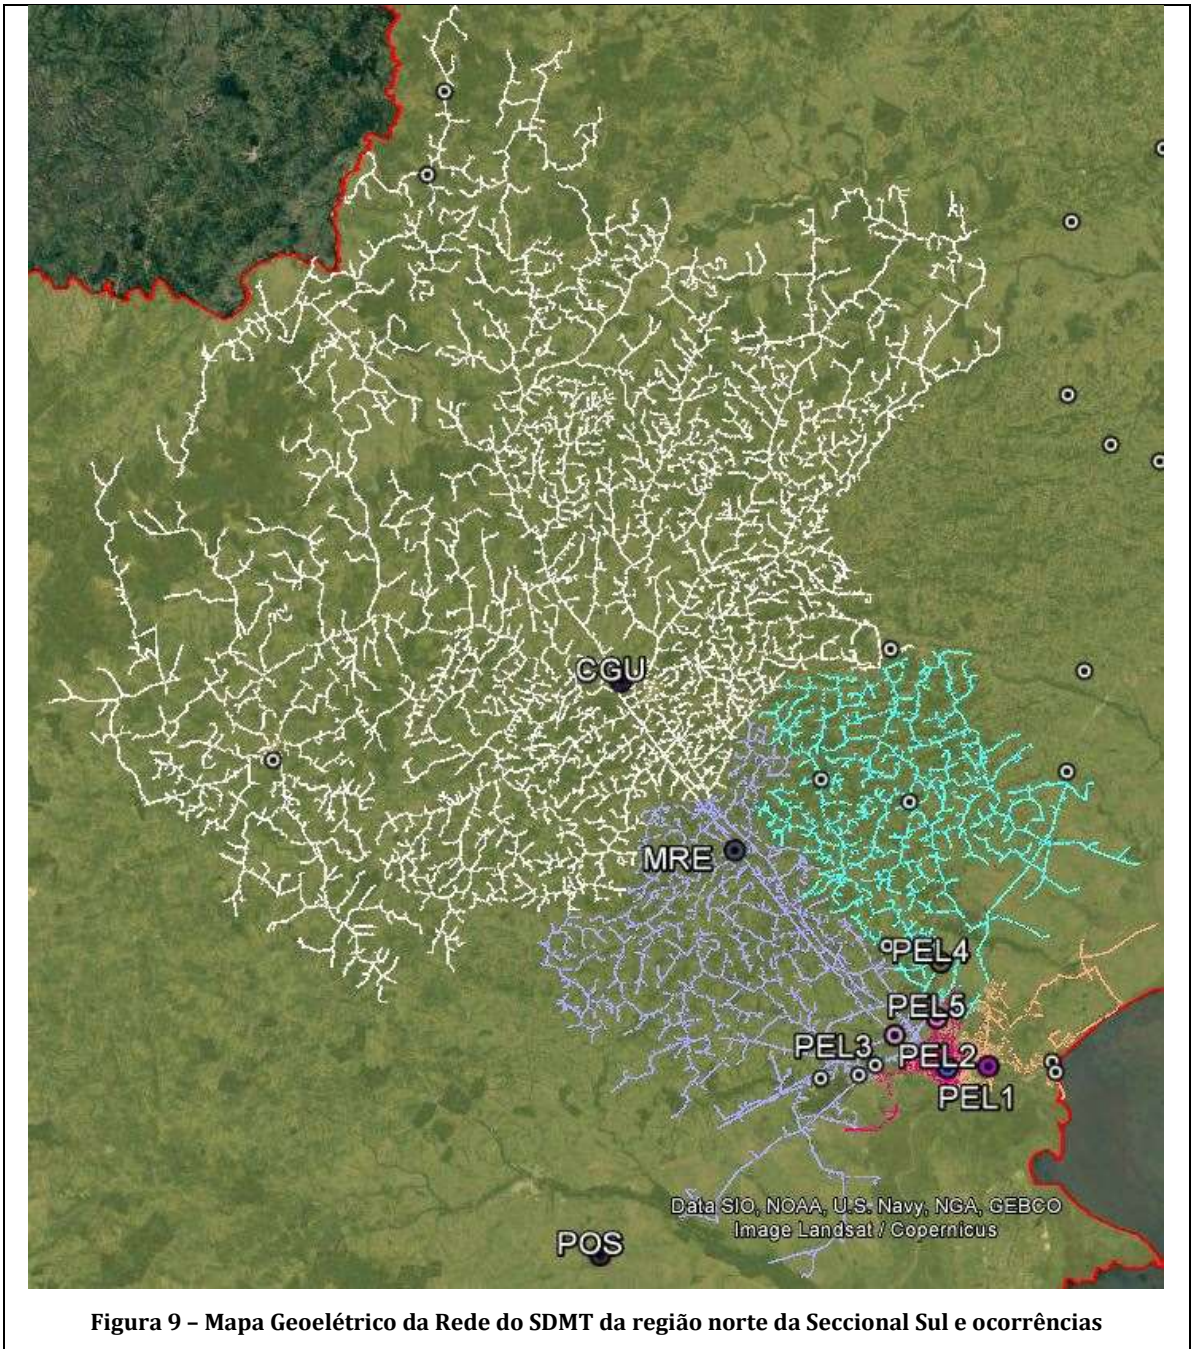 CGU
MRE
PEL4
PEL5
PEL3
PEL2
PEL1
Data SIO, NOAA, U.S. Navy, NGA, GEBCO
Image Landsat / Copernicus
POS
Figura 9 – Mapa Geoelétrico da Rede do SDMT da região norte da Seccional Sul e ocorrências